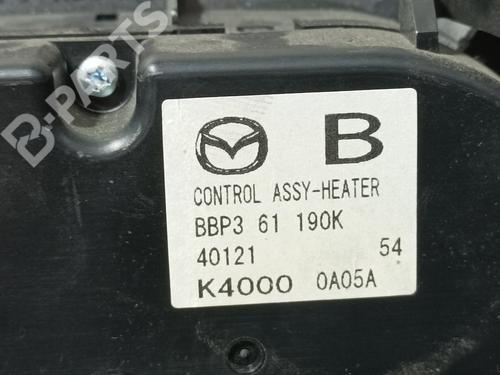 B-PARTS
B
CONTROL ASSY-HEATER
BBP3 61 190K
40121 54
K4000 0A05A